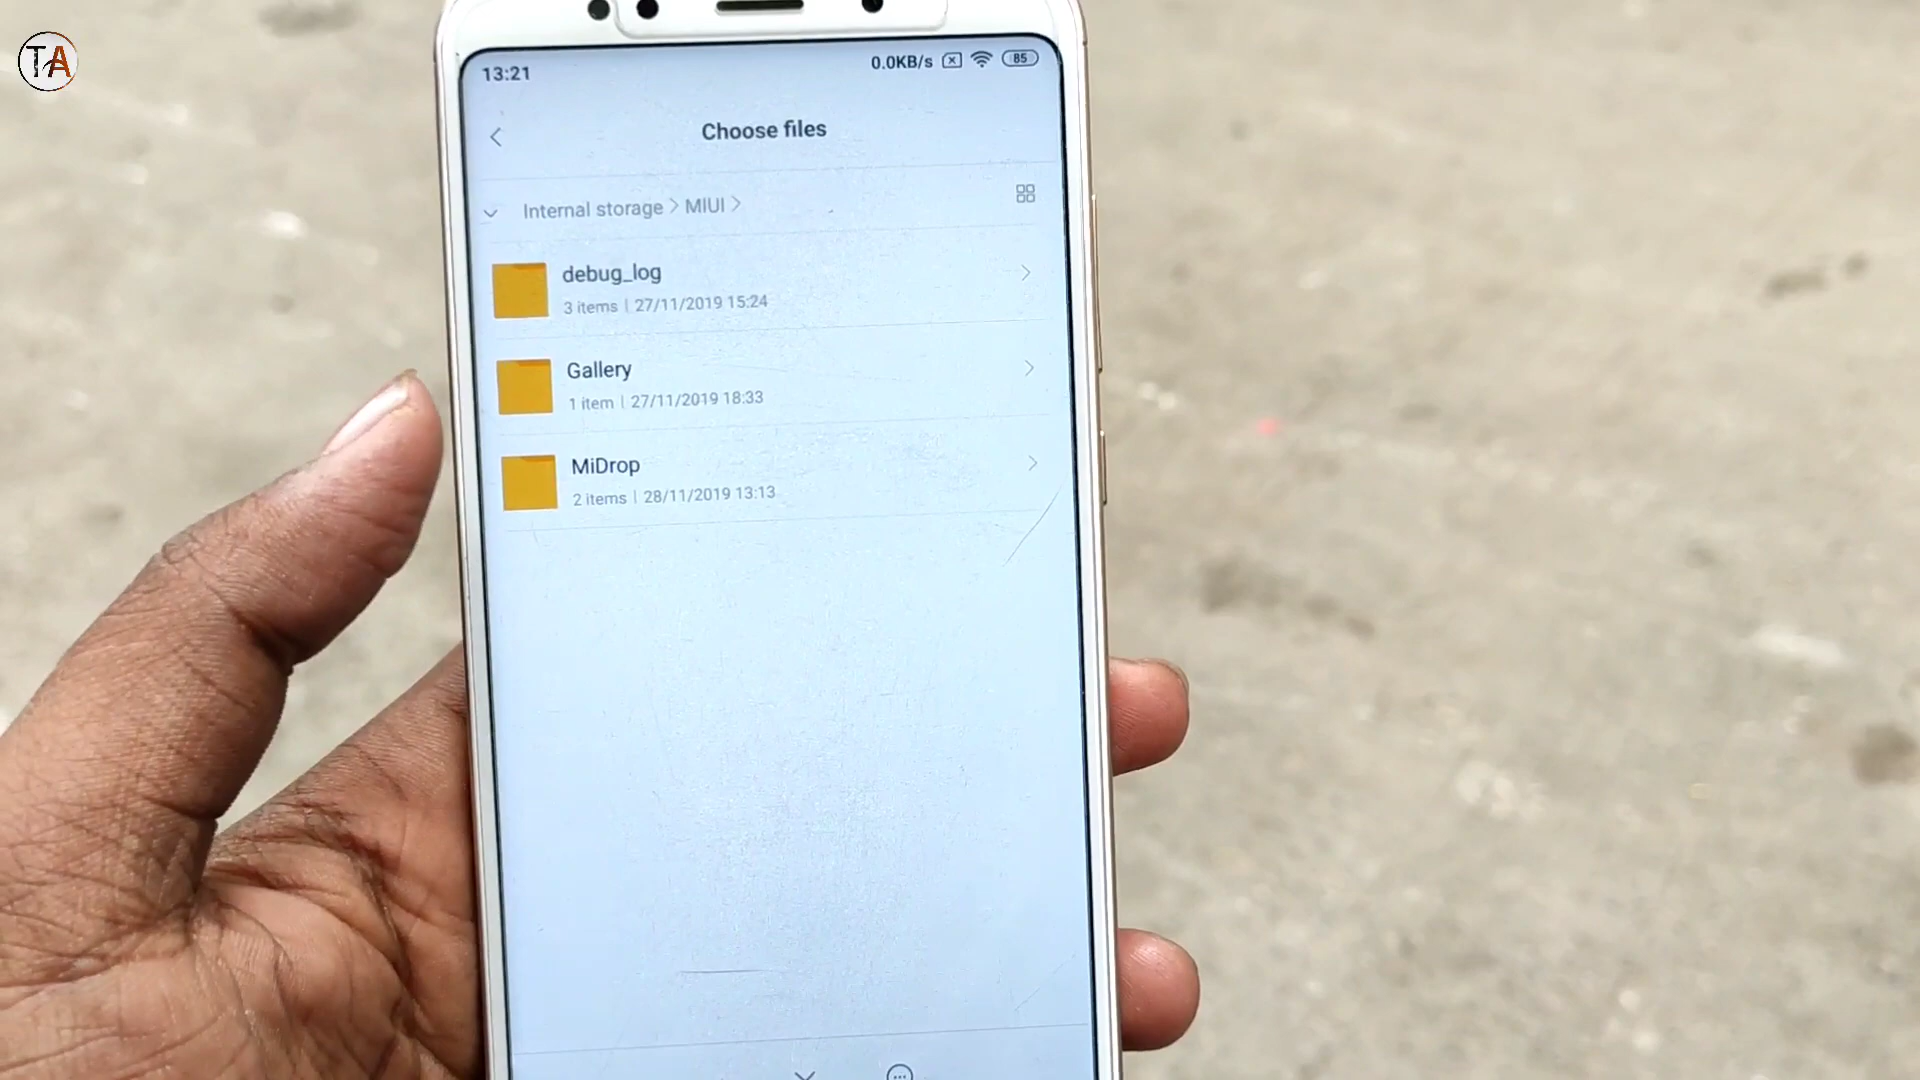 TA
13:21
0.0KB/s
85
Choose files
Internal storage > MIUI >
debug_log
3 items | 27/11/2019 15:24
Gallery
1 item | 27/11/2019 18:33
MiDrop
2 items | 28/11/2019 13:13